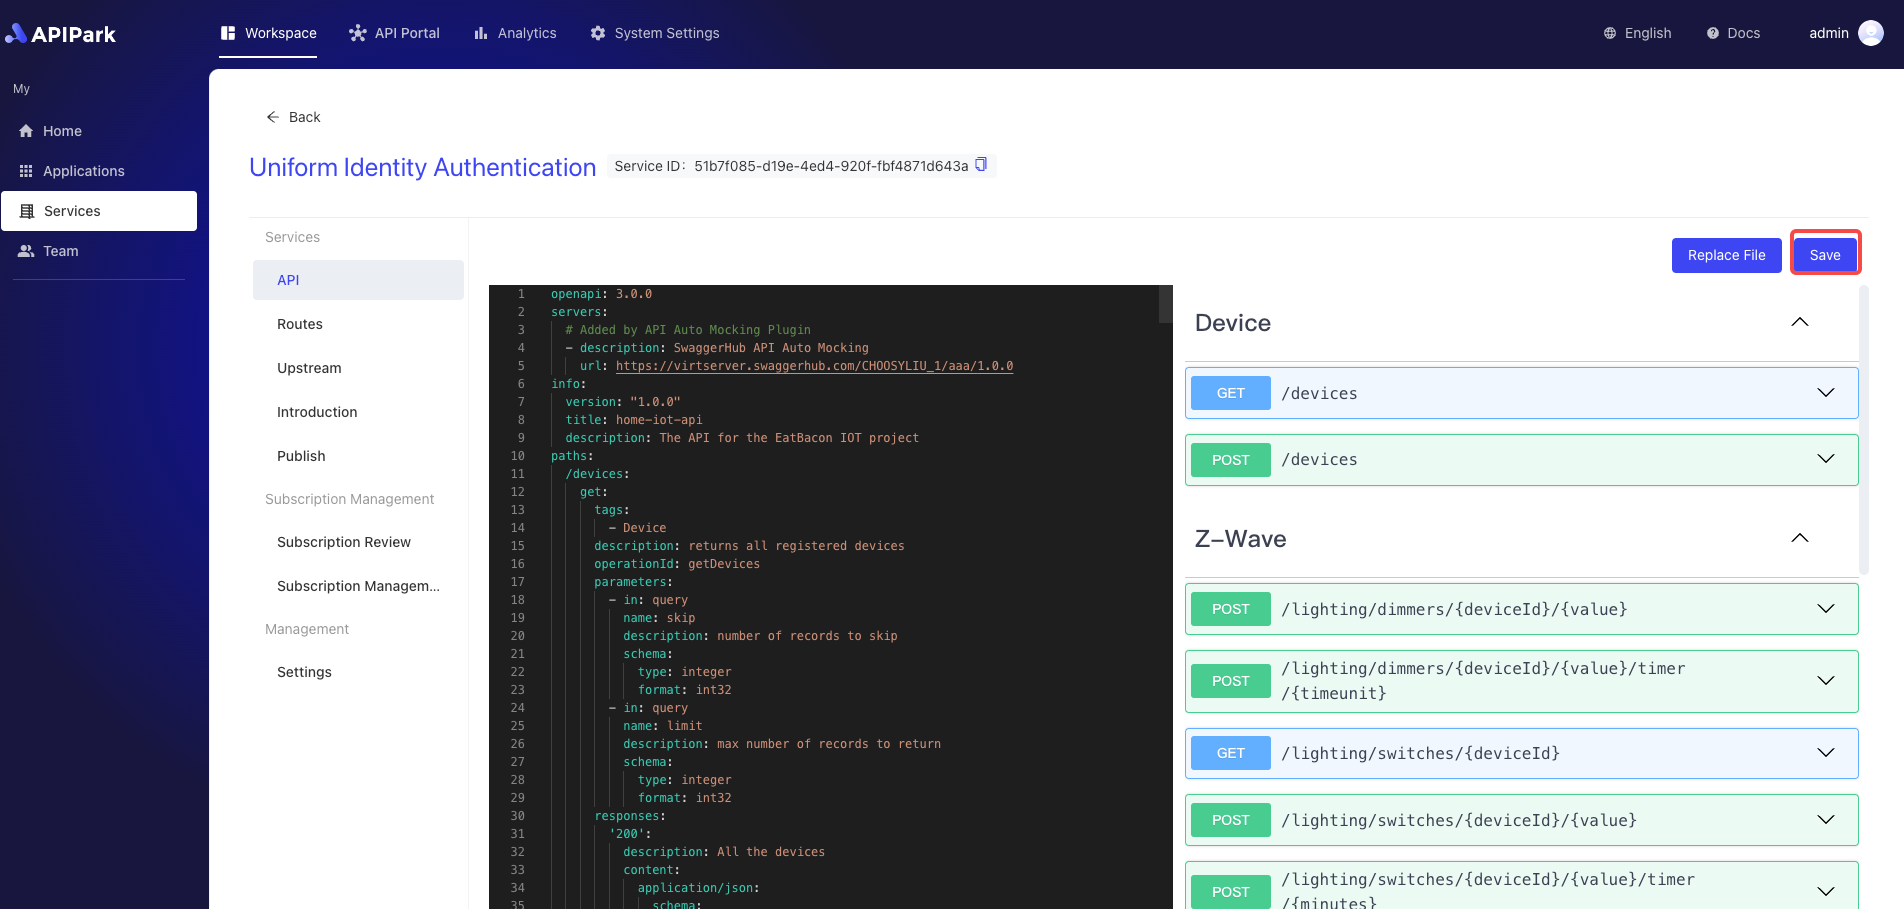 APIPark
Workspace
API Portal
Analytics
System Settings
English
Docs
admin
My
Home
Applications
Services
Team
Back
Uniform Identity Authentication
Service ID: 51b7f085-d19e-4ed4-920f-fbf4871d643a
Services
API
Routes
Upstream
Introduction
Publish
Subscription Management
Subscription Review
Subscription Managem...
Management
Settings
Replace File
Save
1 openapi: 3.0.0
2 servers:
3 # Added by API Auto Mocking Plugin
4 - description: SwaggerHub API Auto Mocking
5 url: https://virtserver.swaggerhub.com/CHOOSYLIU_1/aaa/1.0.0
6 info:
7 version: "1.0.0"
8 title: home-iot-api
9 description: The API for the EatBacon IOT project
10 paths:
11 /devices:
12 get:
13 tags:
14 - Device
15 description: returns all registered devices
16 operationId: getDevices
17 parameters:
18 - in: query
19 name: skip
20 description: number of records to skip
21 schema:
22 type: integer
23 format: int32
24 - in: query
25 name: limit
26 description: max number of records to return
27 schema:
28 type: integer
29 format: int32
30 responses:
31 '200':
32 description: All the devices
33 content:
34 application/json:
35 schema:
Device
GET /devices
POST /devices
Z-Wave
POST /lighting/dimmers/{deviceId}/{value}
POST /lighting/dimmers/{deviceId}/{value}/timer
/{timeunit}
GET /lighting/switches/{deviceId}
POST /lighting/switches/{deviceId}/{value}
POST /lighting/switches/{deviceId}/{value}/timer
/{minutes}